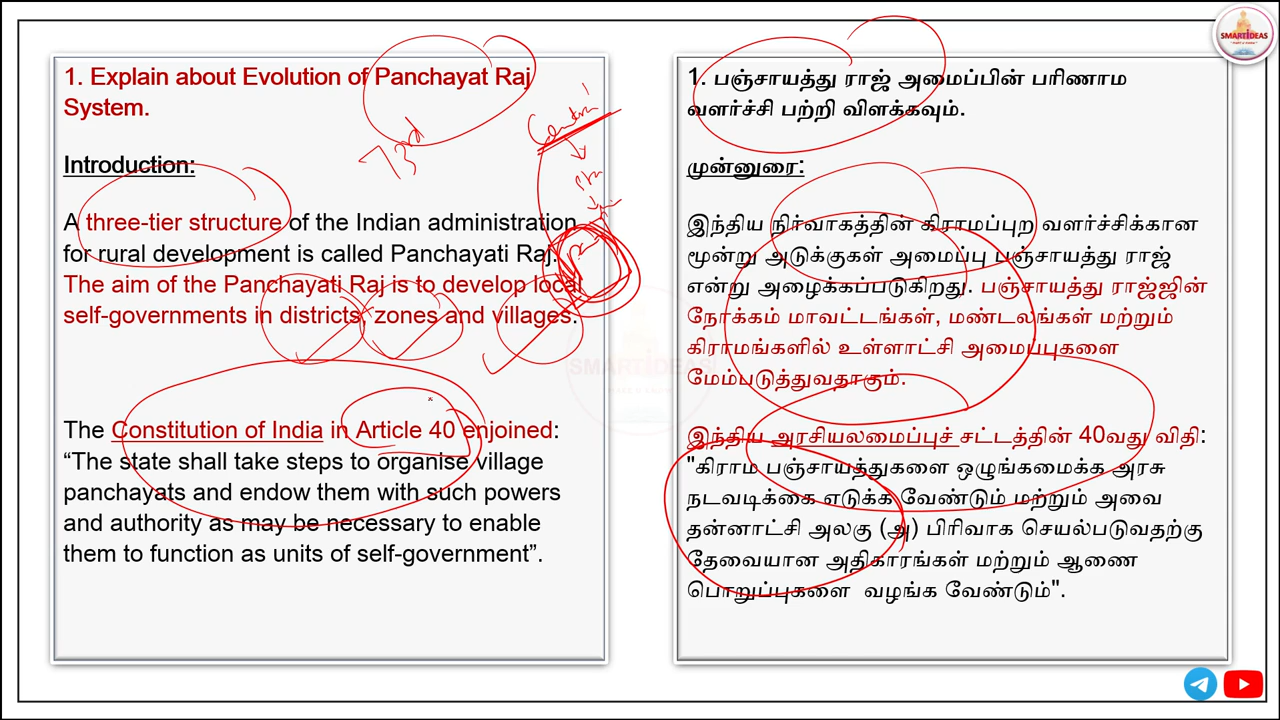 SMARTIDEAS
1. Explain about Evolution of Panchayat Raj
System.
Introduction:
A three-tier structure of the Indian administration
for rural development is called Panchayati Raj.
The aim of the Panchayati Raj is to develop local
self-governments in districts, zones and villages.
The Constitution of India in Article 40 enjoined:
“The state shall take steps to organise village
panchayats and endow them with such powers
and authority as may be necessary to enable
them to function as units of self-government”.
73rd
1. பஞ்சாயத்து ராஜ் அமைப்பின் பரிணாம
வளர்ச்சி பற்றி விளக்கவும்.
முன்னுரை:
இந்திய நிர்வாகத்தின் கிராமப்புற வளர்ச்சிக்கான
மூன்று அடுக்குகள் அமைப்பு பஞ்சாயத்து ராஜ்
என்று அழைக்கப்படுகிறது. பஞ்சாயத்து ராஜ்ஜின்
நோக்கம் மாவட்டங்கள், மண்டலங்கள் மற்றும்
கிராமங்களில் உள்ளாட்சி அமைப்புகளை
மேம்படுத்துவதாகும்.
இந்திய அரசியலமைப்புச் சட்டத்தின் 40வது விதி:
"கிராம பஞ்சாயத்துகளை ஒழுங்கமைக்க அரசு
நடவடிக்கை எடுக்க வேண்டும் மற்றும் அவை
தன்னாட்சி அலகு (அ) பிரிவாக செயல்படுவதற்கு
தேவையான அதிகாரங்கள் மற்றும் ஆணை
பொறுப்புகளை வழங்க வேண்டும்".
SMARTIDEAS